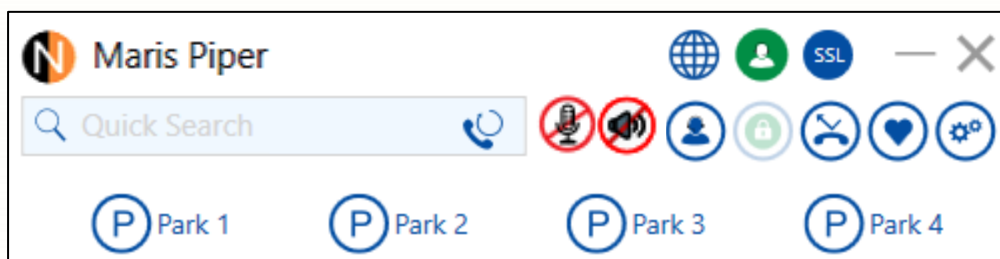 N Maris Piper SSL
Quick Search
P Park 1 P Park 2 P Park 3 P Park 4